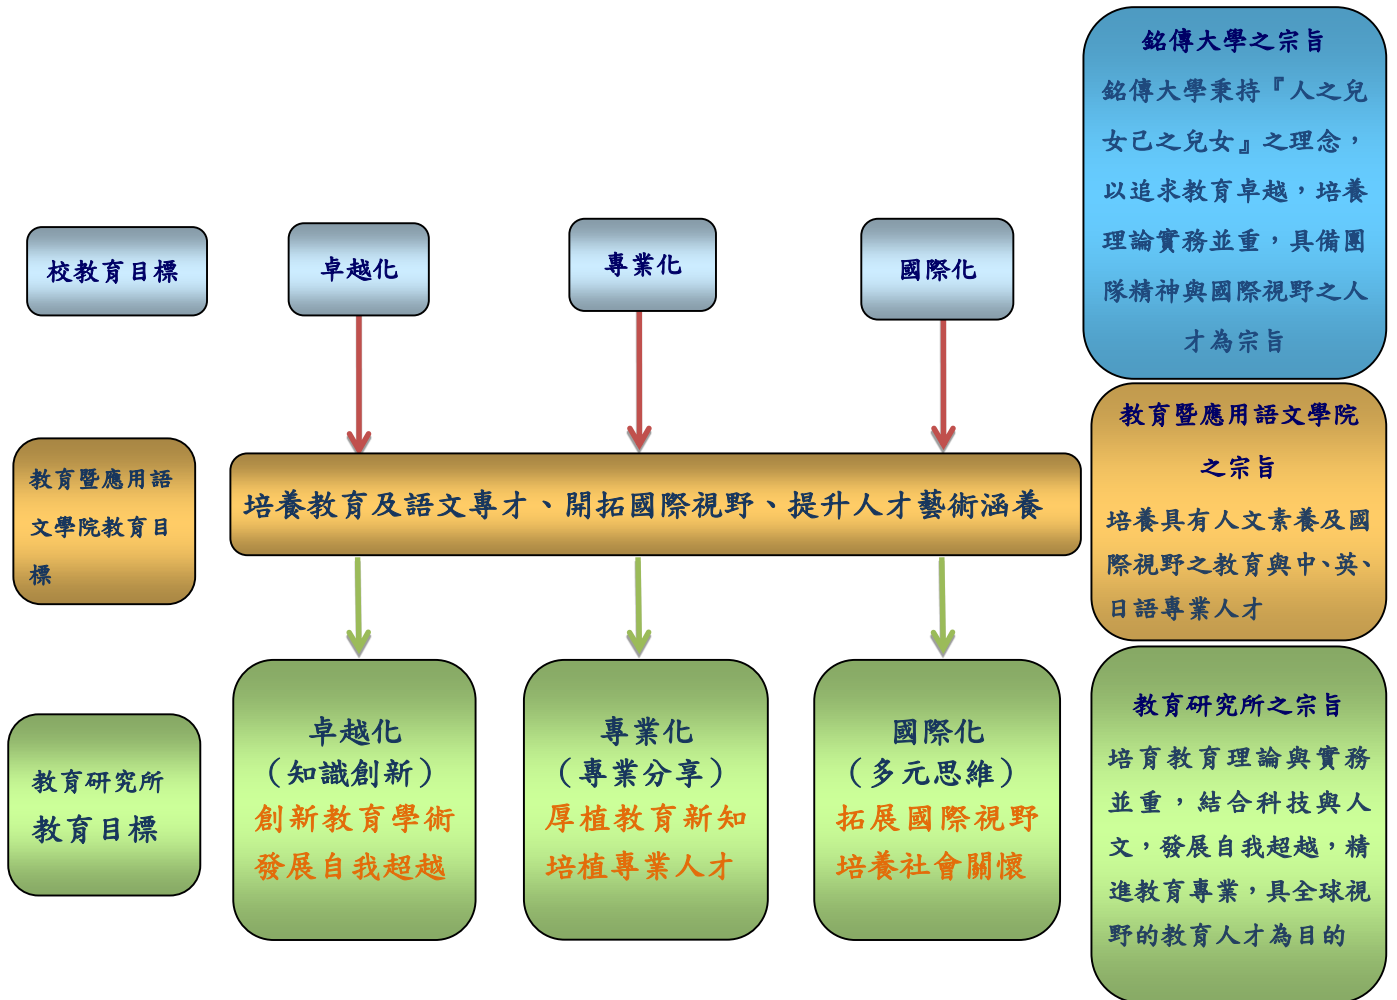 銘傳大學之宗旨
銘傳大學秉持『人之兒
女己之兒女』之理念，
以追求教育卓越，培養
理論實務並重，具備團
隊精神與國際視野之人
才為宗旨
校教育目標
卓越化
專業化
國際化
教育暨應用語
文學院教育目
標
培養教育及語文專才、開拓國際視野、提升人才藝術涵養
教育暨應用語文學院
之宗旨
培養具有人文素養及國
際視野之教育與中、英、
日語專業人才
教育研究所
教育目標
卓越化
（知識創新）
創新教育學術
發展自我超越
專業化
（專業分享）
厚植教育新知
培植專業人才
國際化
（多元思維）
拓展國際視野
培養社會關懷
教育研究所之宗旨
培育教育理論與實務
並重，結合科技與人
文，發展自我超越，精
進教育專業，具全球視
野的教育人才為目的